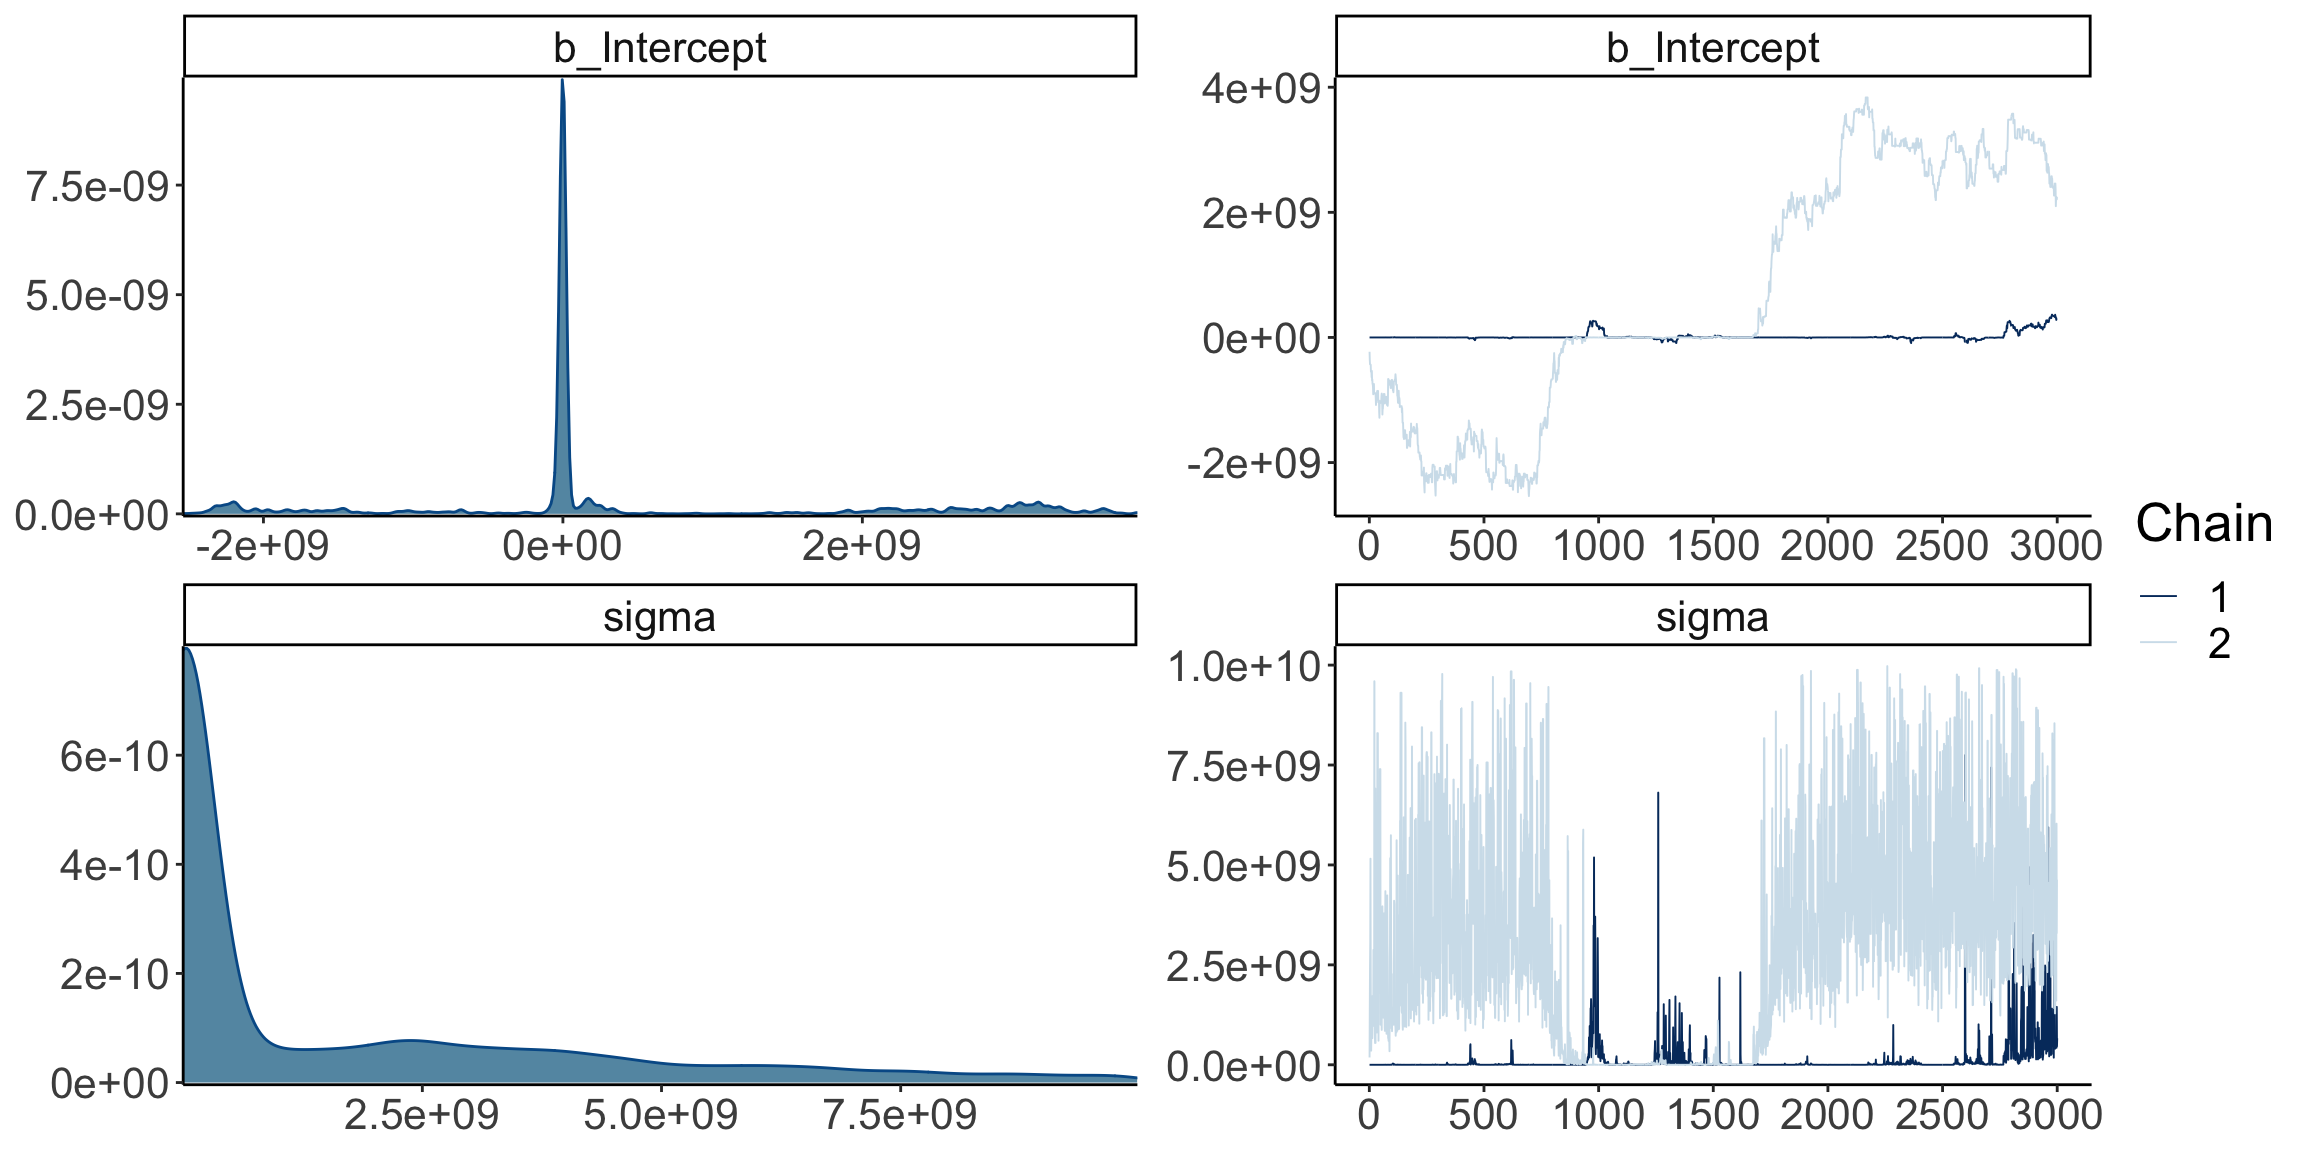 b_Intercept
7.5e-09
5.0e-09
2.5e-09
0.0e+00
-2e+09 0e+00 2e+09
b_Intercept
4e+09
2e+09
0e+00
-2e+09
0 500 1000 1500 2000 2500 3000
sigma
6e-10
4e-10
2e-10
0e+00
2.5e+09 5.0e+09 7.5e+09
sigma
1.0e+10
7.5e+09
5.0e+09
2.5e+09
0.0e+00
0 500 1000 1500 2000 2500 3000
Chain
1
2